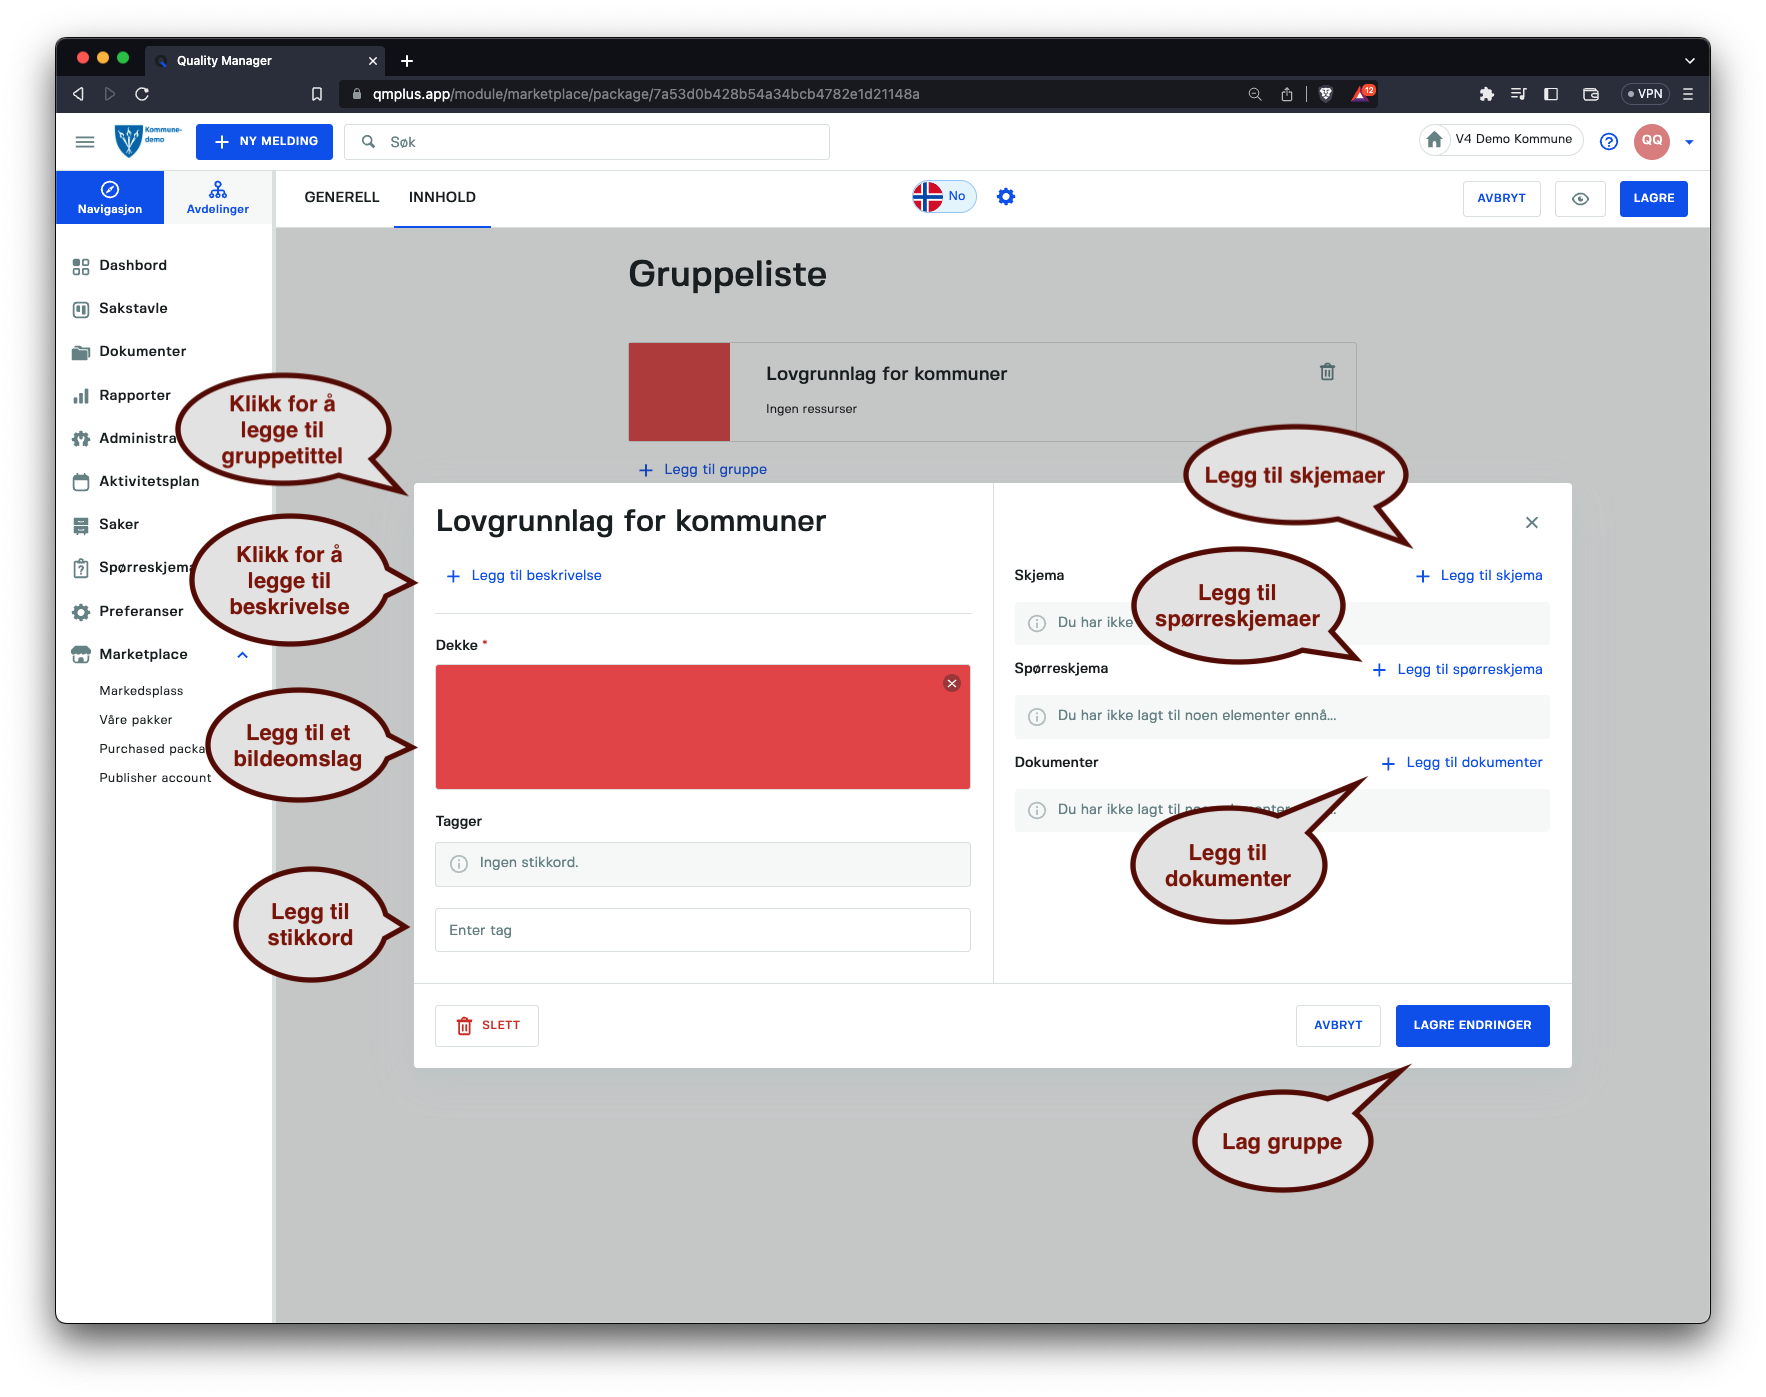 Quality Manager
qmplus.app/module/marketplace/package/7a53d0b428b54a34bcb4782e1d21148a
12
VPN
Kommune-
demo
NY MELDING
Søk
V4 Demo Kommune
QQ
Navigasjon
Avdelinger
GENERELL
INNHOLD
No
AVBRYT
LAGRE
Dashbord
Sakstavle
Dokumenter
Rapporter
Aktivitetsplan
Saker
Preferanser
Marketplace
Markedsplass
Våre pakker
Purchased
Publisher account
Gruppeliste
Lovgrunnlag for kommuner
Ingen ressurser
Legg til gruppe
Klikk for å
legge til
gruppetittel
Klikk for å
legge til
beskrivelse
Legg til et
bildeomslag
Legg til
stikkord
Lovgrunnlag for kommuner
Legg til beskrivelse
Dekke *
Tagger
Ingen stikkord.
Enter tag
SLETT
Legg til skjemaer
Skjema
Legg til skjema
Du har ikke
Legg til
spørreskjemaer
Spørreskjema
Legg til spørreskjema
Du har ikke lagt til noen elementer ennå...
Dokumenter
Legg til dokumenter
Du har ikke lagt til
Legg til
dokumenter
AVBRYT
LAGRE ENDRINGER
Lag gruppe